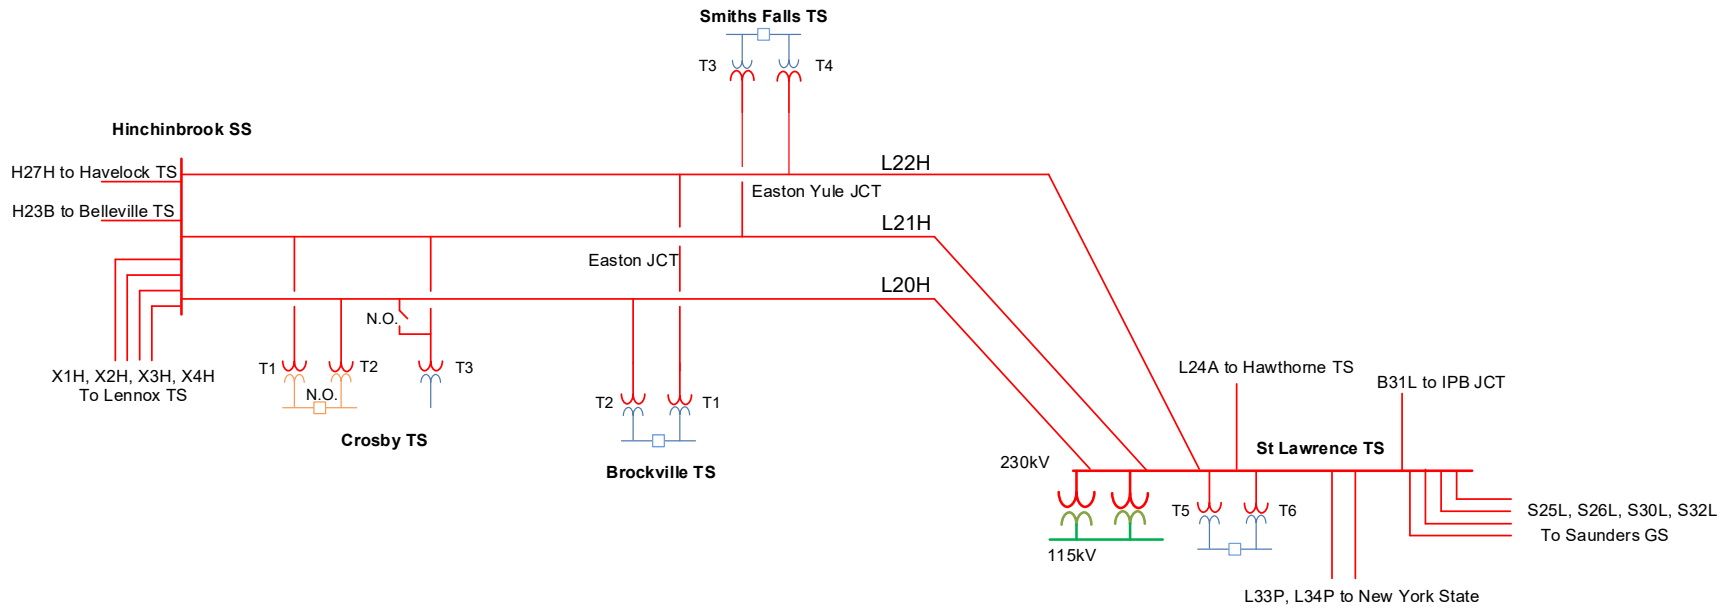 Smiths Falls TS
T3
T4
Hinchinbrook SS
L22H
H27H to Havelock TS
Easton Yule JCT
H23B to Belleville TS
L21H
Easton JCT
L20H
N.O.
T1
T2
T3
X1H, X2H, X3H, X4H
To Lennox TS
N.O.
L24A to Hawthorne TS
B31L to IPB JCT
T2
T1
Crosby TS
Brockville TS
St Lawrence TS
230kV
T5
T6
S25L, S26L, S30L, S32L
To Saunders GS
115kV
L33P, L34P to New York State